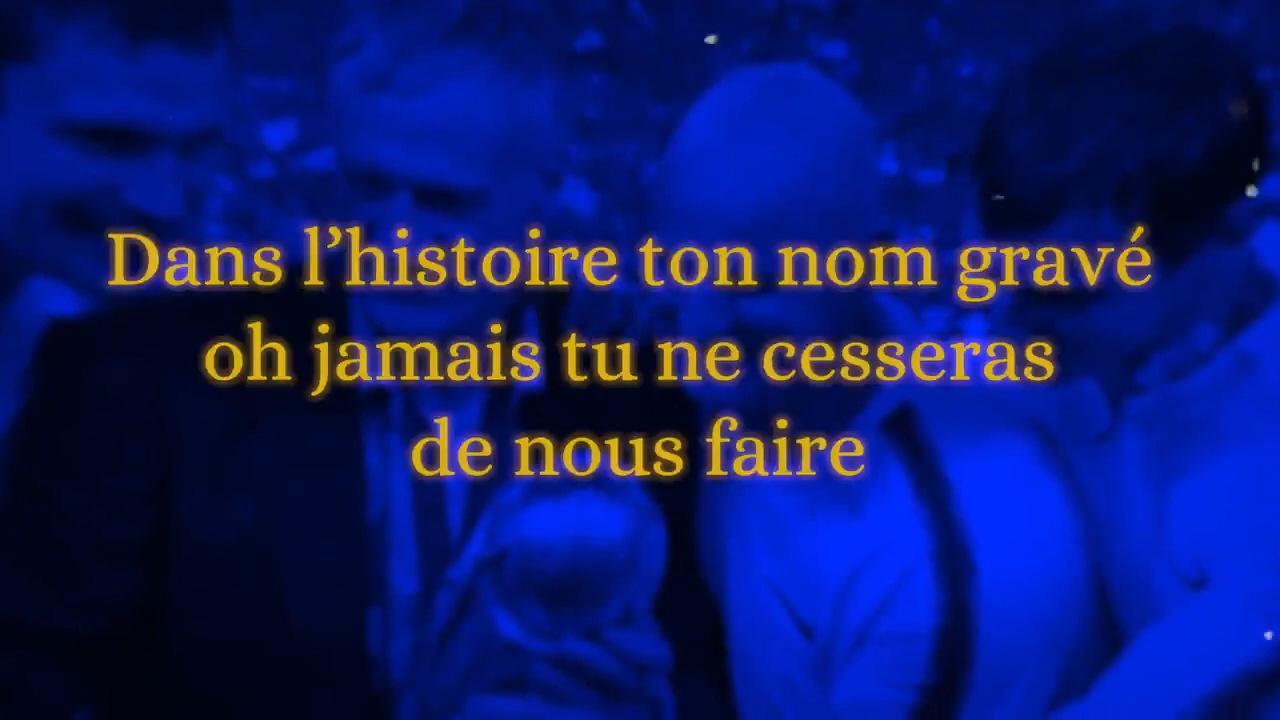 Dans l’histoire ton nom gravé
oh jamais tu ne cesseras
de nous faire